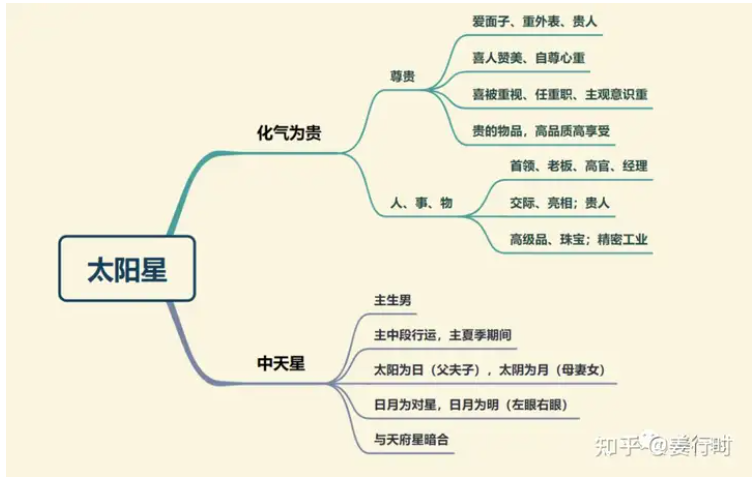 太阳星
化气为贵
尊贵
爱面子、重外表、贵人
喜人赞美、自尊心重
喜被重视、任重职、主观意识重
贵的物品，高品质高享受
人、事、物
首领、老板、高官、经理
交际、亮相；贵人
高级品、珠宝；精密工业
中天星
主生男
主中段行运，主夏季期间
太阳为日（父夫子），太阴为月（母妻女）
日月为对星，日月为明（左眼右眼）
与天府星暗合
知乎 @姜行时